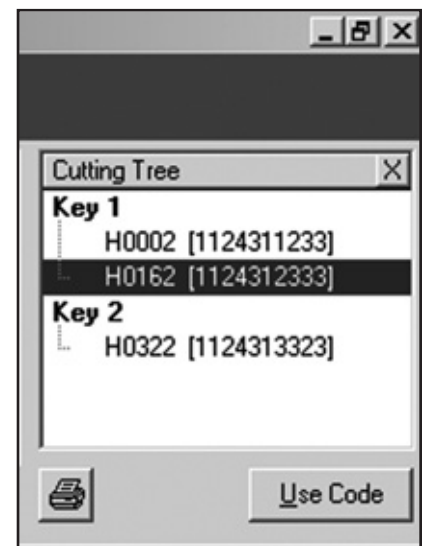 Cutting Tree
Key 1
H0002 [1124311233]
H0162 [1124312333]
Key 2
H0322 [1124313323]
Use Code